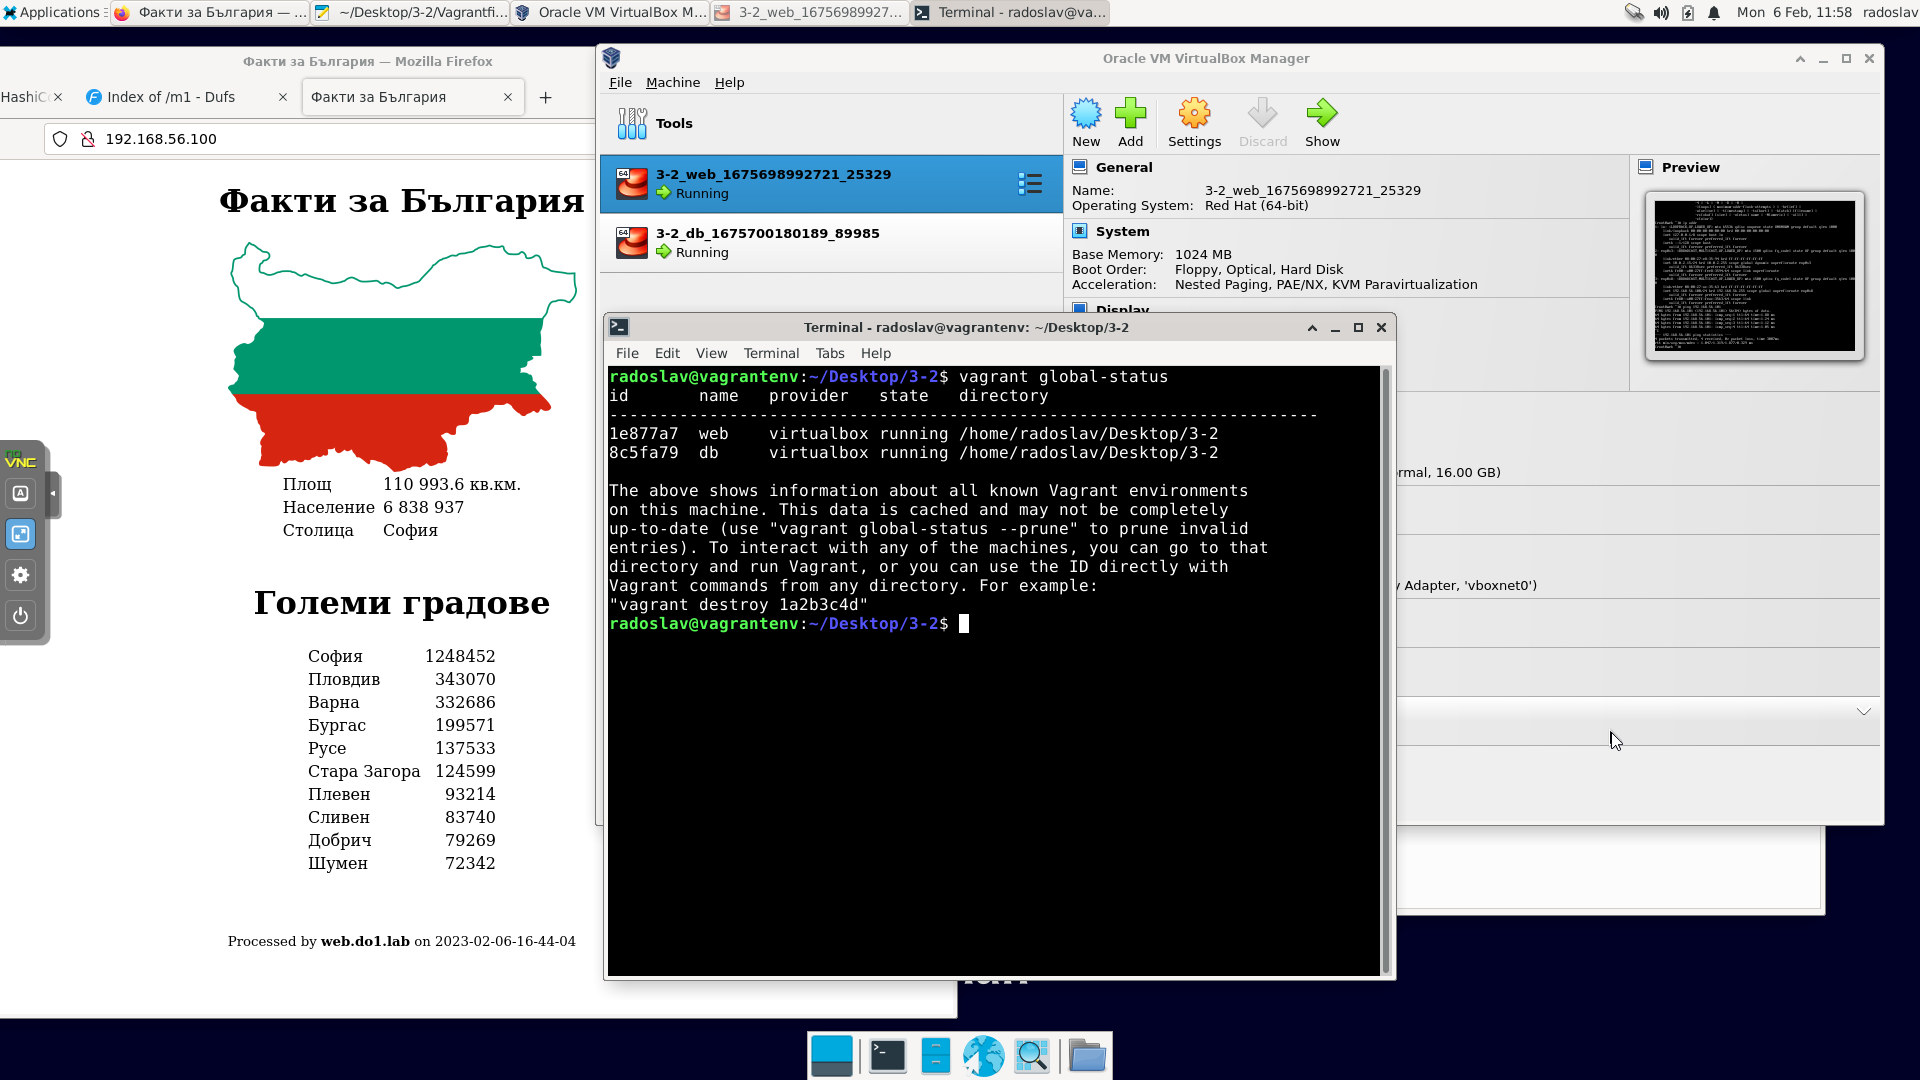 Applications
Факти за България — ...
~/Desktop/3-2/Vagrantfi...
Oracle VM VirtualBox M...
3-2_web_16756989927...
Terminal - radoslav@va...
Mon 6 Feb, 11:58
radoslav
Факти за България — Mozilla Firefox
HashiC
Index of /m1 - Dufs
Факти за България
192.168.56.100
Факти за България
Площ 110 993.6 кв.км.
Население 6 838 937
Столица София
Големи градове
София 1248452
Пловдив 343070
Варна 332686
Бургас 199571
Русе 137533
Стара Загора 124599
Плевен 93214
Сливен 83740
Добрич 79269
Шумен 72342
Processed by web.do1.lab on 2023-02-06-16-44-04
noVNC
A
Oracle VM VirtualBox Manager
File Machine Help
Tools
New Add Settings Discard Show
64
3-2_web_1675698992721_25329
Running
64
3-2_db_1675700180189_89985
Running
General
Name: 3-2_web_1675698992721_25329
Operating System: Red Hat (64-bit)
System
Base Memory: 1024 MB
Boot Order: Floppy, Optical, Hard Disk
Acceleration: Nested Paging, PAE/NX, KVM Paravirtualization
Display
Preview
rmal, 16.00 GB)
Adapter, 'vboxnet0')
Terminal - radoslav@vagrantenv: ~/Desktop/3-2
File Edit View Terminal Tabs Help
radoslav@vagrantenv:~/Desktop/3-2$ vagrant global-status
id name provider state directory
-----------------------------------------------------------------------
1e877a7 web virtualbox running /home/radoslav/Desktop/3-2
8c5fa79 db virtualbox running /home/radoslav/Desktop/3-2
The above shows information about all known Vagrant environments
on this machine. This data is cached and may not be completely
up-to-date (use "vagrant global-status --prune" to prune invalid
entries). To interact with any of the machines, you can go to that
directory and run Vagrant, or you can use the ID directly with
Vagrant commands from any directory. For example:
"vagrant destroy 1a2b3c4d"
radoslav@vagrantenv:~/Desktop/3-2$